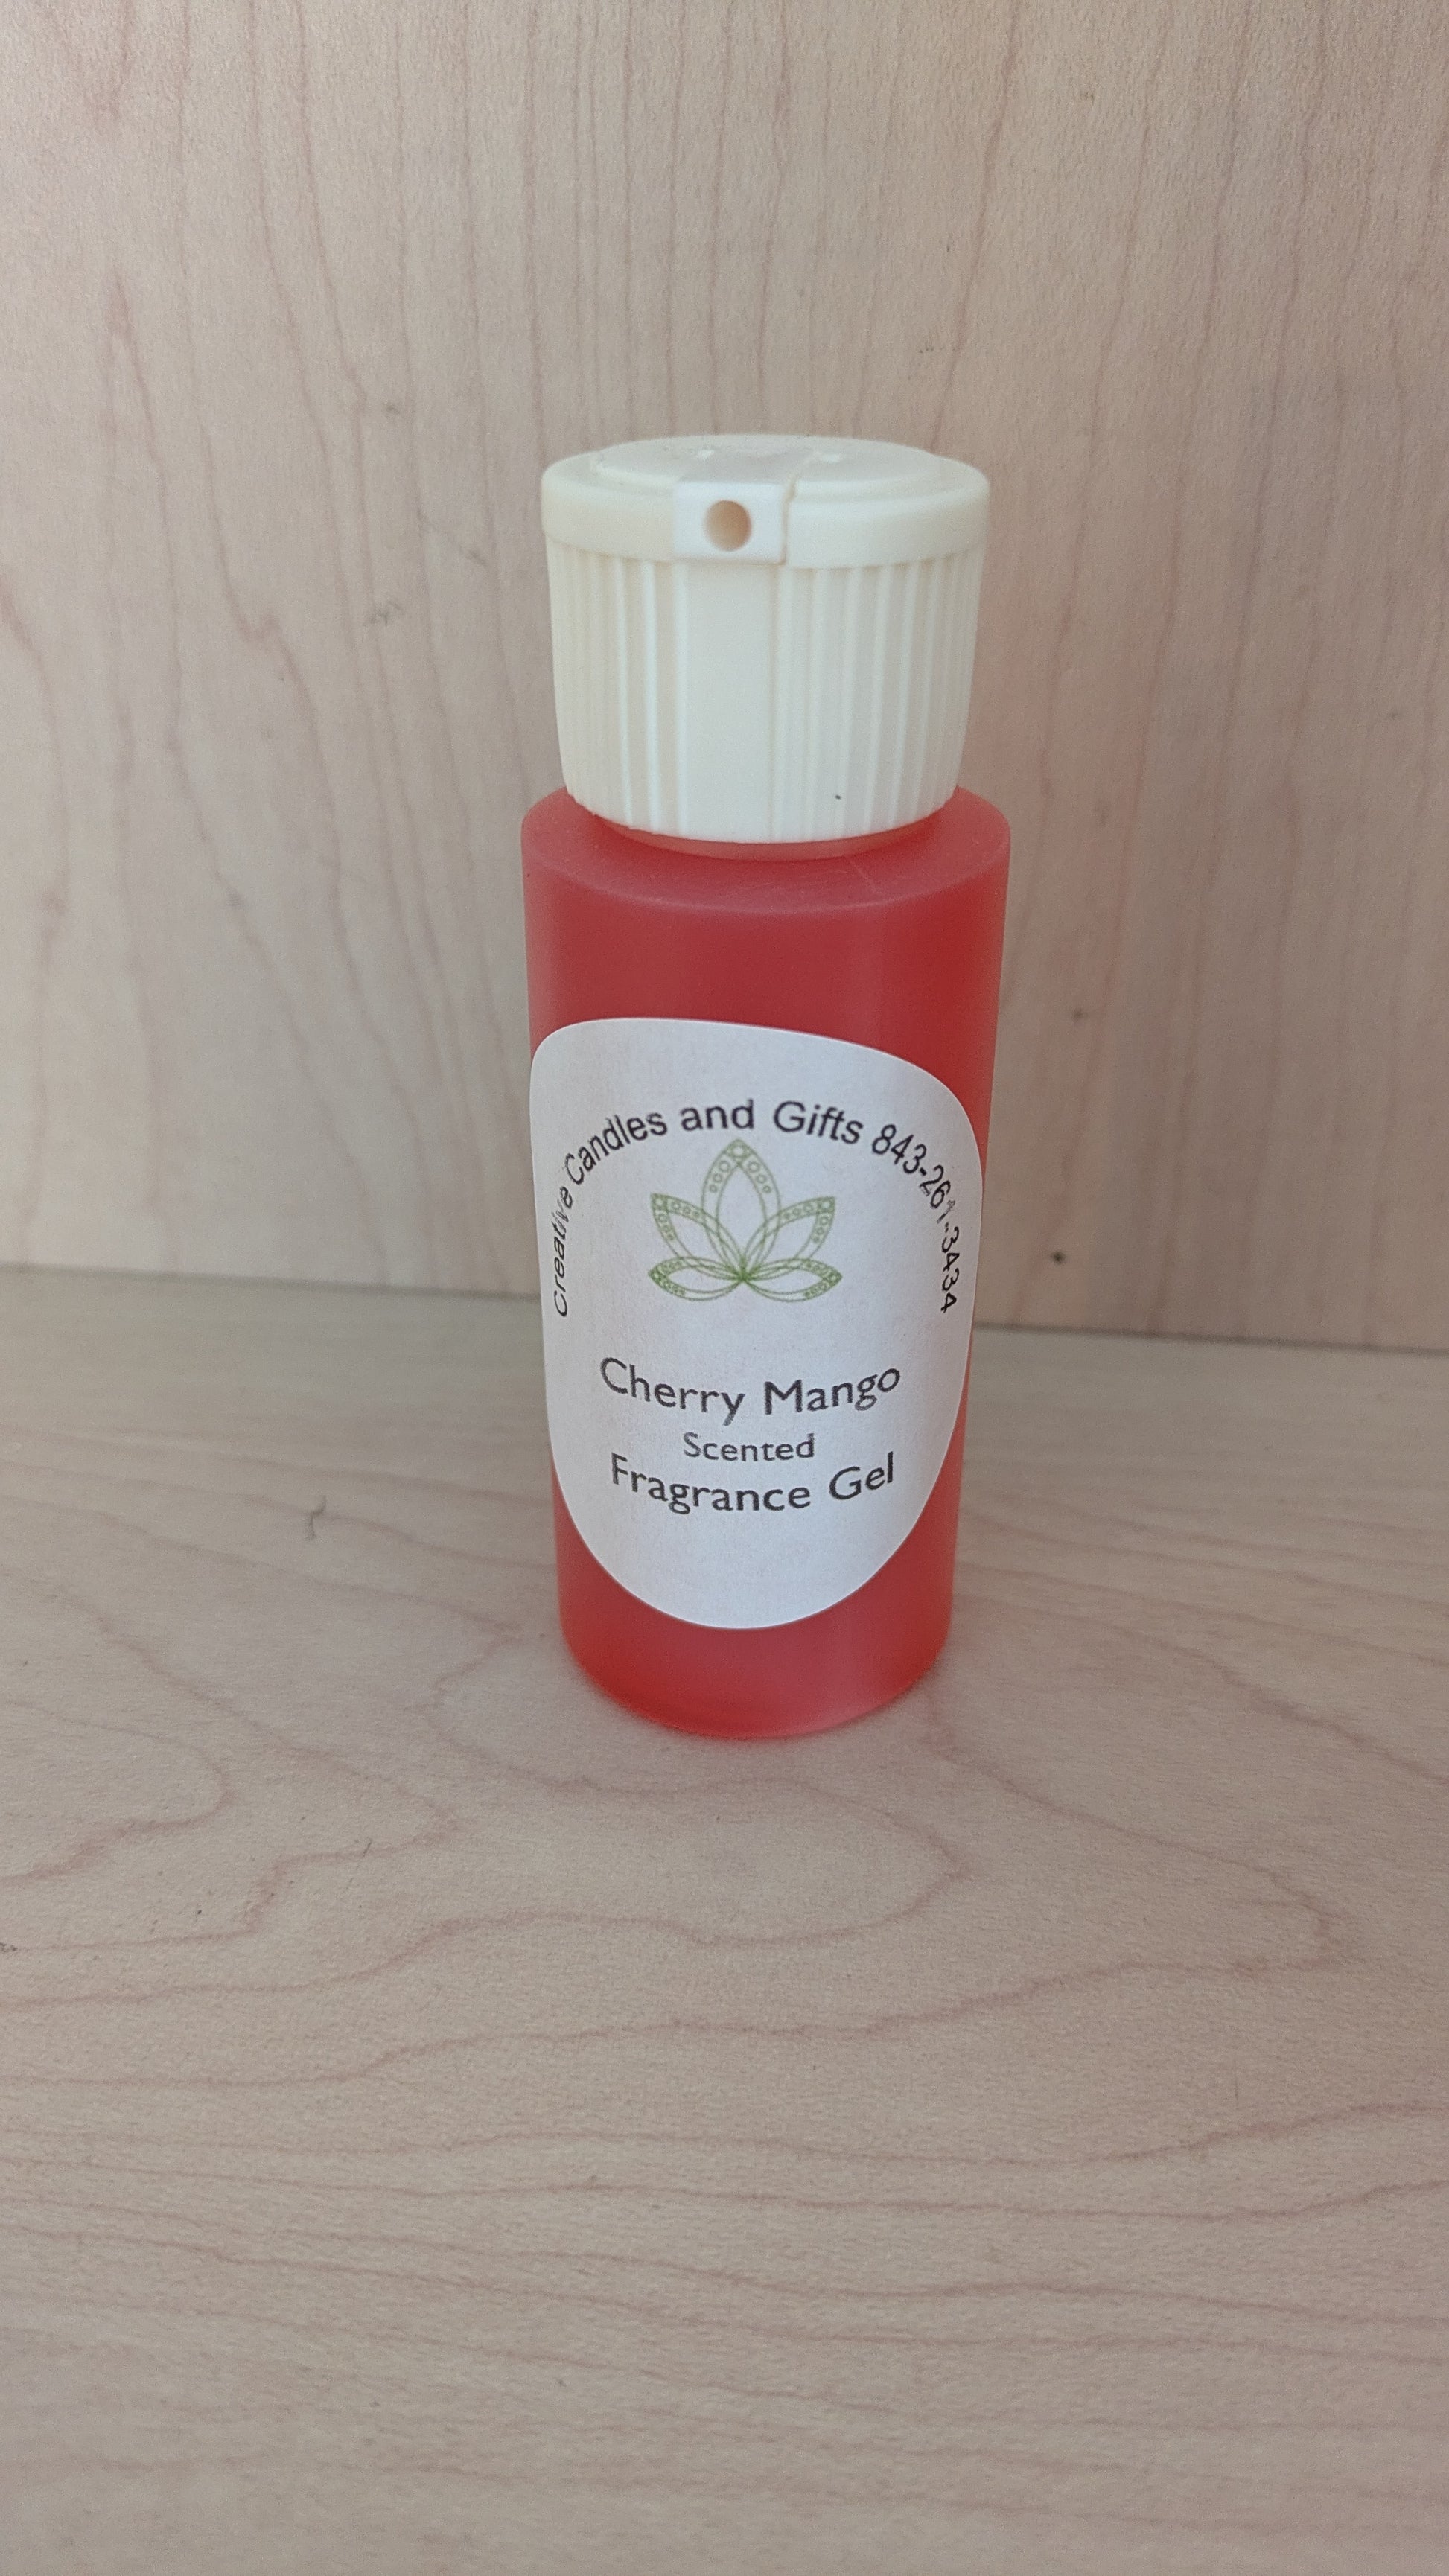 Creative Candles and Gifts 843-261-3434
Cherry Mango
Scented
Fragrance Gel